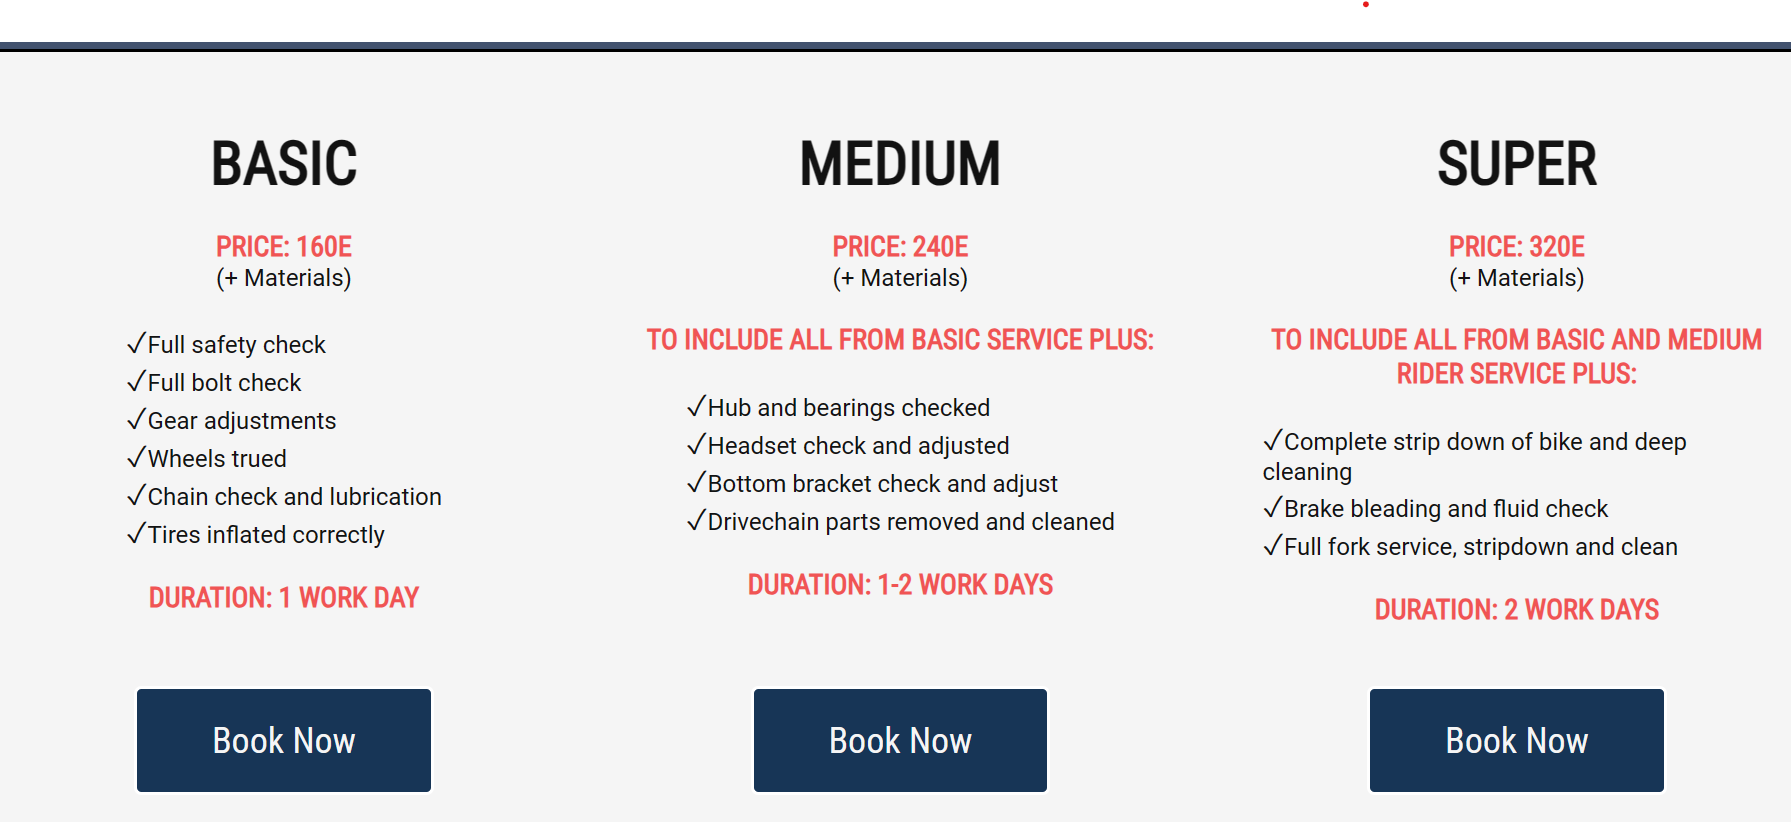 BASIC
PRICE: 160E
(+ Materials)
✓Full safety check
✓Full bolt check
✓Gear adjustments
✓Wheels trued
✓Chain check and lubrication
✓Tires inflated correctly
DURATION: 1 WORK DAY
Book Now
MEDIUM
PRICE: 240E
(+ Materials)
TO INCLUDE ALL FROM BASIC SERVICE PLUS:
✓Hub and bearings checked
✓Headset check and adjusted
✓Bottom bracket check and adjust
✓Drivechain parts removed and cleaned
DURATION: 1-2 WORK DAYS
Book Now
SUPER
PRICE: 320E
(+ Materials)
TO INCLUDE ALL FROM BASIC AND MEDIUM
RIDER SERVICE PLUS:
✓Complete strip down of bike and deep
cleaning
✓Brake bleading and fluid check
✓Full fork service, stripdown and clean
DURATION: 2 WORK DAYS
Book Now